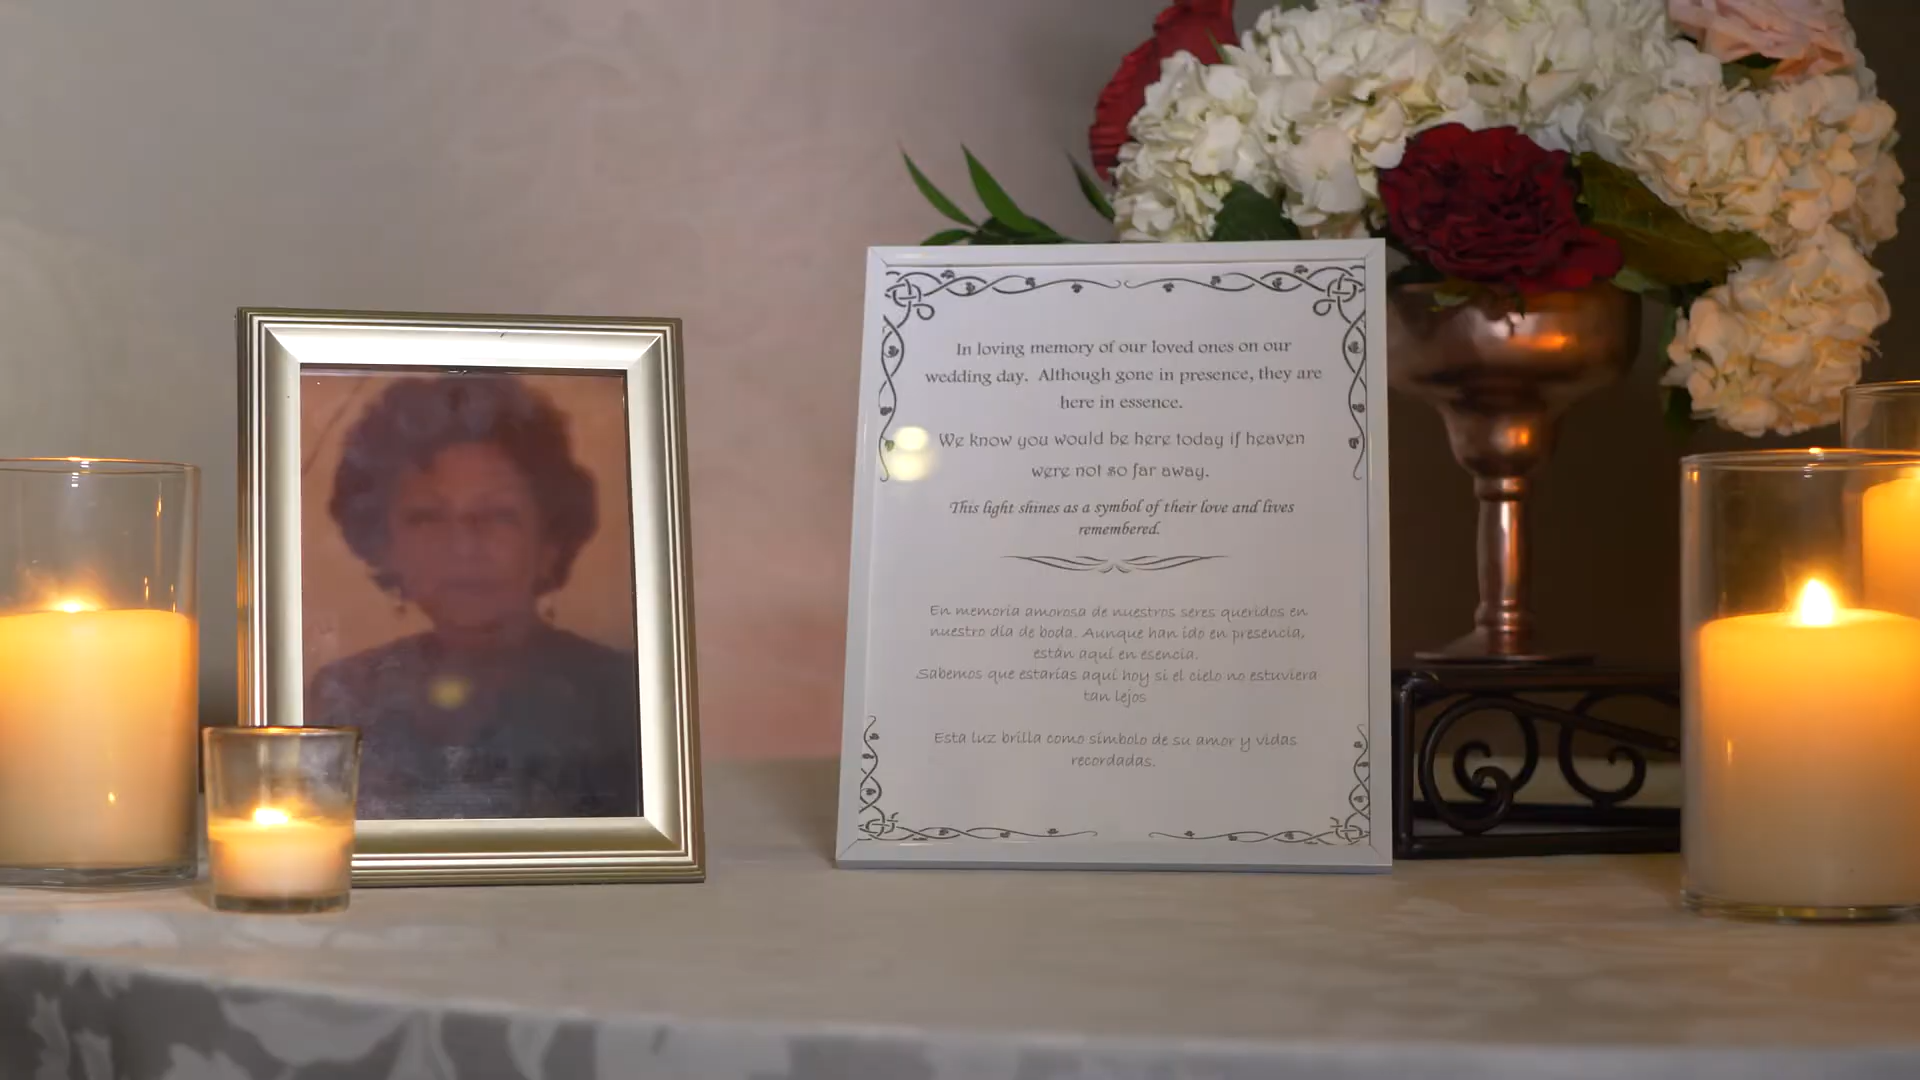 In loving memory of our loved ones on our
wedding day.  Although gone in presence, they are
here in essence.
We know you would be here today if heaven
were not so far away.
This light shines as a symbol of their love and lives
remembered.
En memoria amorosa de nuestros seres queridos en
nuestro día de boda. Aunque han ido en presencia,
están aquí en esencia.
Sabemos que estarías aquí hoy si el cielo no estuviera
tan lejos
Esta luz brilla como símbolo de su amor y vidas
recordadas.